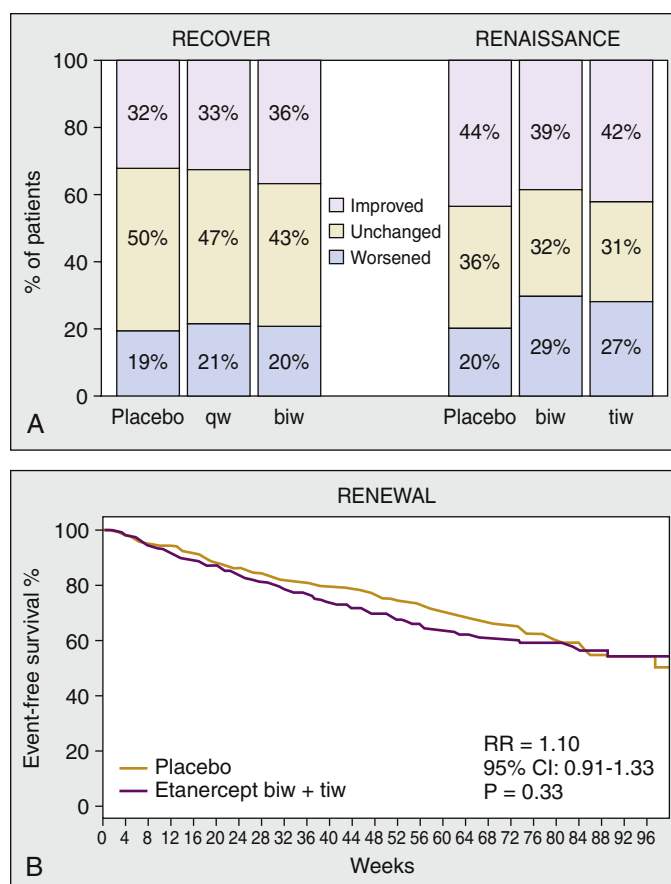 RECOVER RENAISSANCE
100
80
60
40
20
0
% of patients
32% 33% 36%
50% 47% 43%
19% 21% 20%
Placebo qw biw
Improved
Unchanged
Worsened
44% 39% 42%
36% 32% 31%
20% 29% 27%
Placebo biw tiw
A
RENEWAL
100
80
60
40
20
0
Event-free survival %
Placebo
Etanercept biw + tiw
RR = 1.10
95% CI: 0.91-1.33
P = 0.33
0 4 8 12 16 20 24 28 32 36 40 44 48 52 56 60 64 68 72 76 80 84 88 92 96
Weeks
B